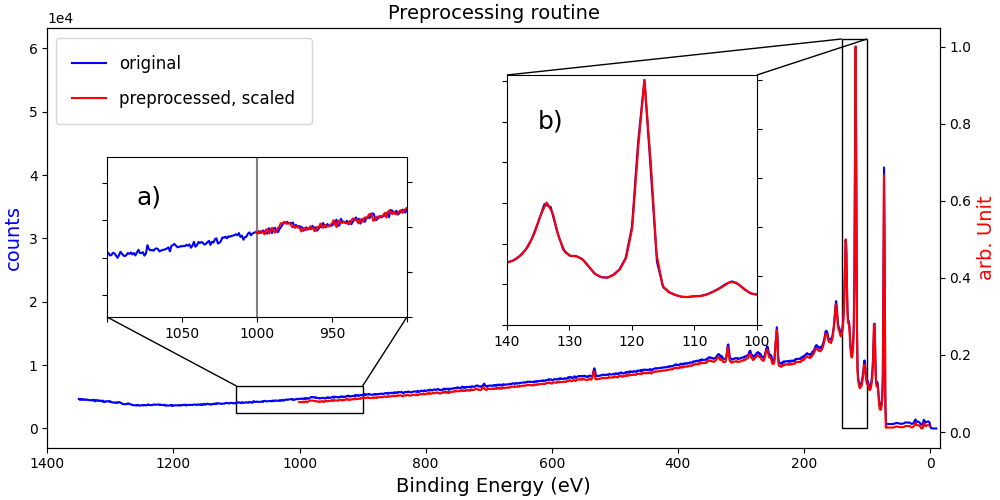 Preprocessing routine
1e4
original
preprocessed, scaled
a)
b)
6
5
4
3
2
1
0
counts
1.0
0.8
0.6
0.4
0.2
0.0
arb. Unit
1050 1000 950
140 130 120 110 100
1400 1200 1000 800 600 400 200 0
Binding Energy (eV)